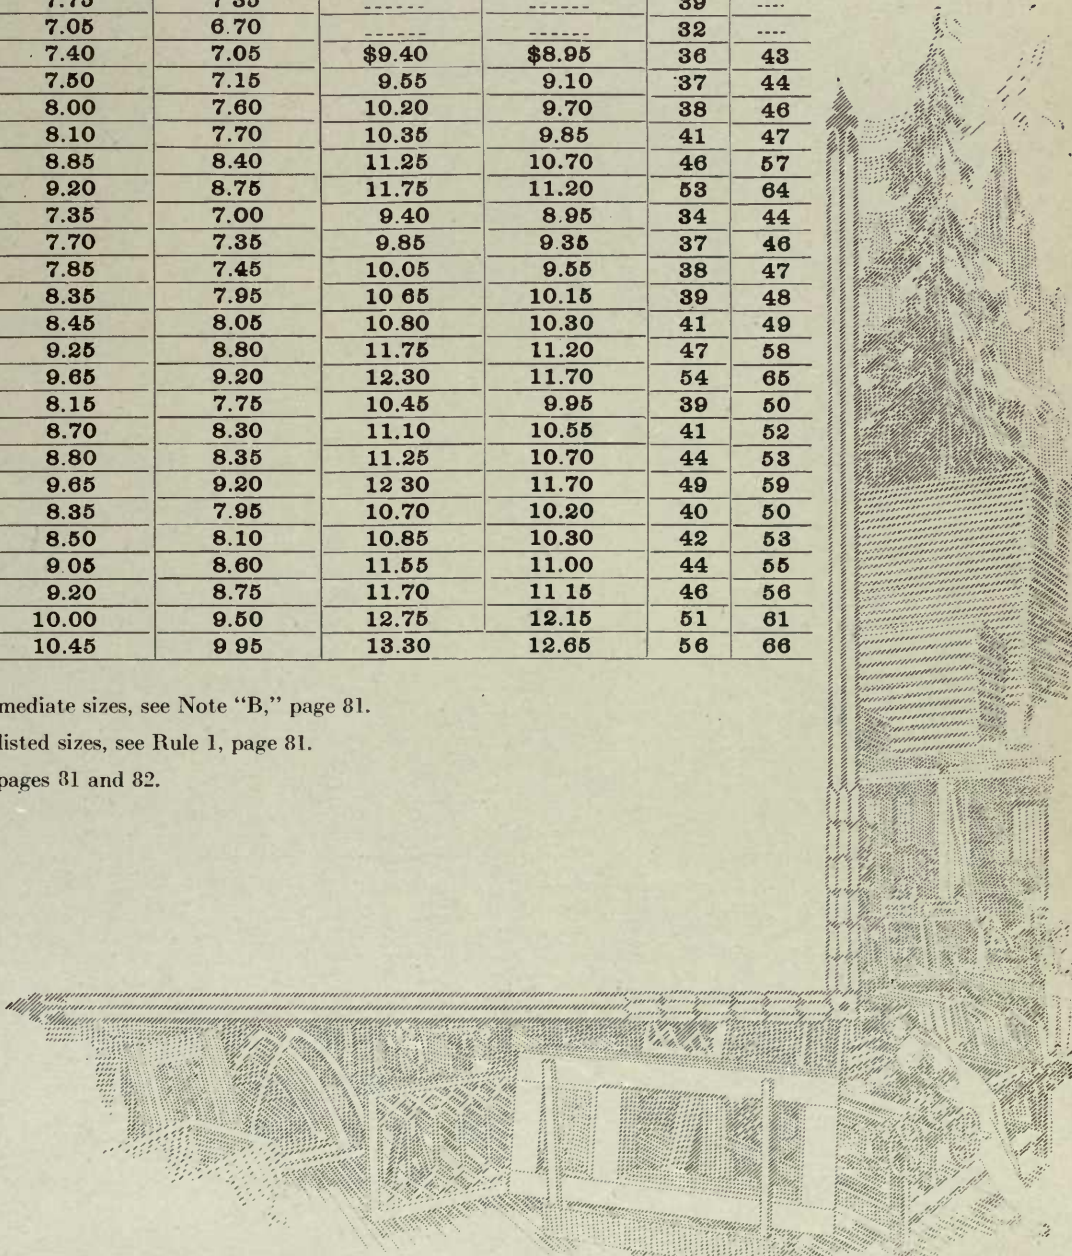 7.75 7 35 ------ ------ 39 ----
7.05 6.70 ------ ------ 32 ----
7.40 7.05 $9.40 $8.95 36 43
7.50 7.15 9.55 9.10 37 44
8.00 7.60 10.20 9.70 38 46
8.10 7.70 10.35 9.85 41 47
8.85 8.40 11.25 10.70 46 57
9.20 8.75 11.75 11.20 53 64
7.35 7.00 9.40 8.95 34 44
7.70 7.35 9.85 9.35 37 46
7.85 7.45 10.05 9.55 38 47
8.35 7.95 10 65 10.15 39 48
8.45 8.05 10.80 10.30 41 49
9.25 8.80 11.75 11.20 47 58
9.65 9.20 12.30 11.70 54 65
8.15 7.75 10.45 9.95 39 50
8.70 8.30 11.10 10.55 41 52
8.80 8.35 11.25 10.70 44 53
9.65 9.20 12 30 11.70 49 59
8.35 7.95 10.70 10.20 40 50
8.50 8.10 10.85 10.30 42 53
9.05 8.60 11.55 11.00 44 55
9.20 8.75 11.70 11 15 46 56
10.00 9.50 12.75 12.15 51 61
10.45 9 95 13.30 12.65 56 66
mediate sizes, see Note “B,” page 81.
listed sizes, see Rule 1, page 81.
pages 81 and 82.